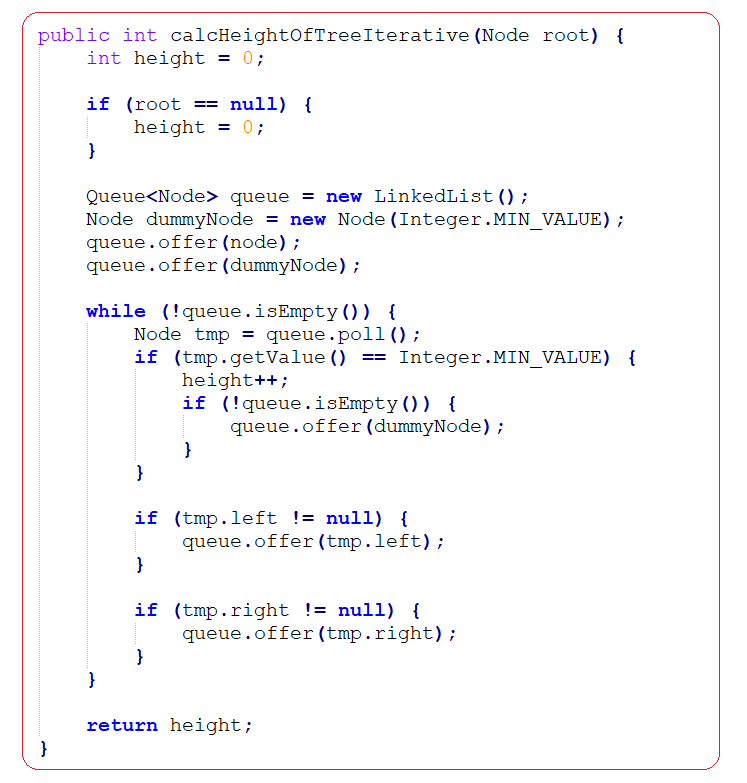 public int calcHeightOfTreeIterative(Node root) {
    int height = 0;

    if (root == null) {
        height = 0;
    }

    Queue<Node> queue = new LinkedList();
    Node dummyNode = new Node(Integer.MIN_VALUE);
    queue.offer(node);
    queue.offer(dummyNode);

    while (!queue.isEmpty()) {
        Node tmp = queue.poll();
        if (tmp.getValue() == Integer.MIN_VALUE) {
            height++;
            if (!queue.isEmpty()) {
                queue.offer(dummyNode);
            }
        }

        if (tmp.left != null) {
            queue.offer(tmp.left);
        }

        if (tmp.right != null) {
            queue.offer(tmp.right);
        }
    }

    return height;
}